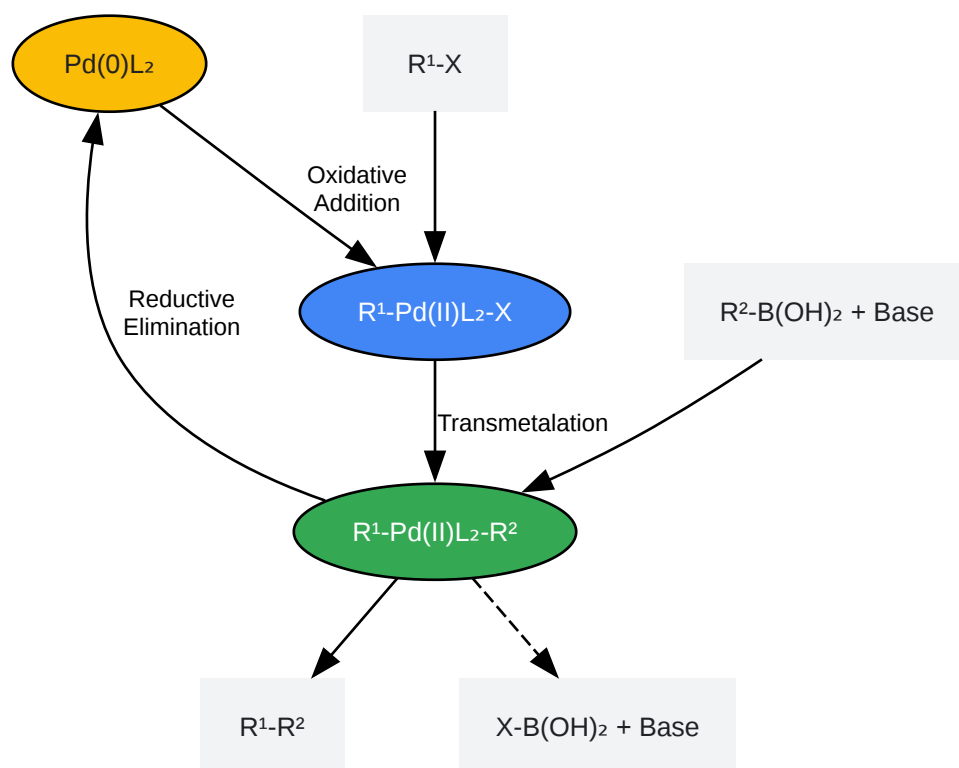 Pd(0)L₂
R¹-X
Oxidative
Addition
Reductive
Elimination
R¹-Pd(II)L₂-X
R²-B(OH)₂ + Base
Transmetalation
R¹-Pd(II)L₂-R²
R¹-R²
X-B(OH)₂ + Base